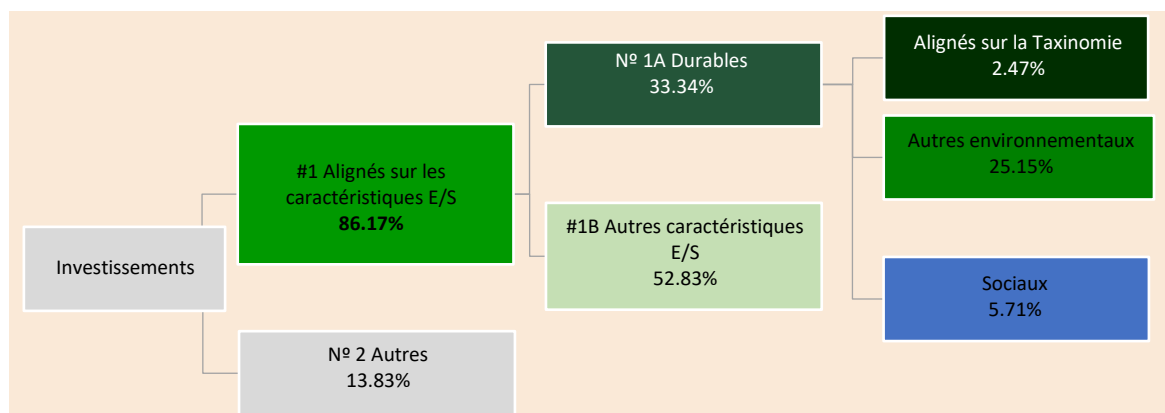 Investissements
#1 Alignés sur les
caractéristiques E/S
86.17%
Nº 2 Autres
13.83%
Nº 1A Durables
33.34%
#1B Autres caractéristiques
E/S
52.83%
Alignés sur la Taxinomie
2.47%
Autres environnementaux
25.15%
Sociaux
5.71%